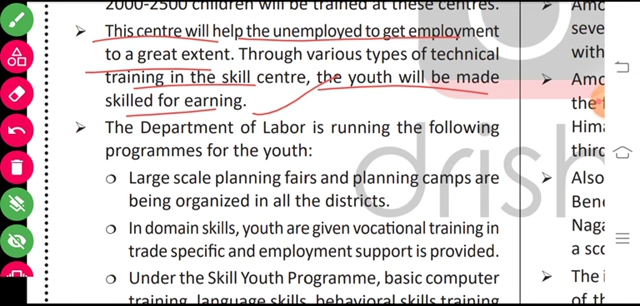 2000-2500 children will be trained at these centres.
➤ This centre will help the unemployed to get employment
to a great extent. Through various types of technical
training in the skill centre, the youth will be made
skilled for earning.
➤ The Department of Labor is running the following
programmes for the youth:
○ Large scale planning fairs and planning camps are
being organized in all the districts.
○ In domain skills, youth are given vocational training in
trade specific and employment support is provided.
○ Under the Skill Youth Programme, basic computer
training, language skills, behavioral skills training
drish
➤ Amo
seve
with
➤ Amo
the
Hima
third
➤ Also
Bene
Naga
a sco
➤ The i
of th